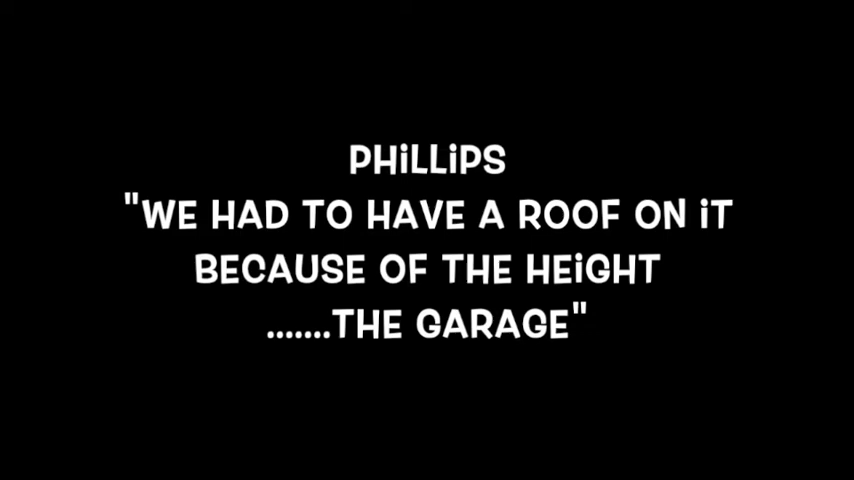 PHiLLiPS
"WE HAD TO HAVE A ROOF ON iT
BECAUSE OF THE HEiGHT
.......THE GARAGE"